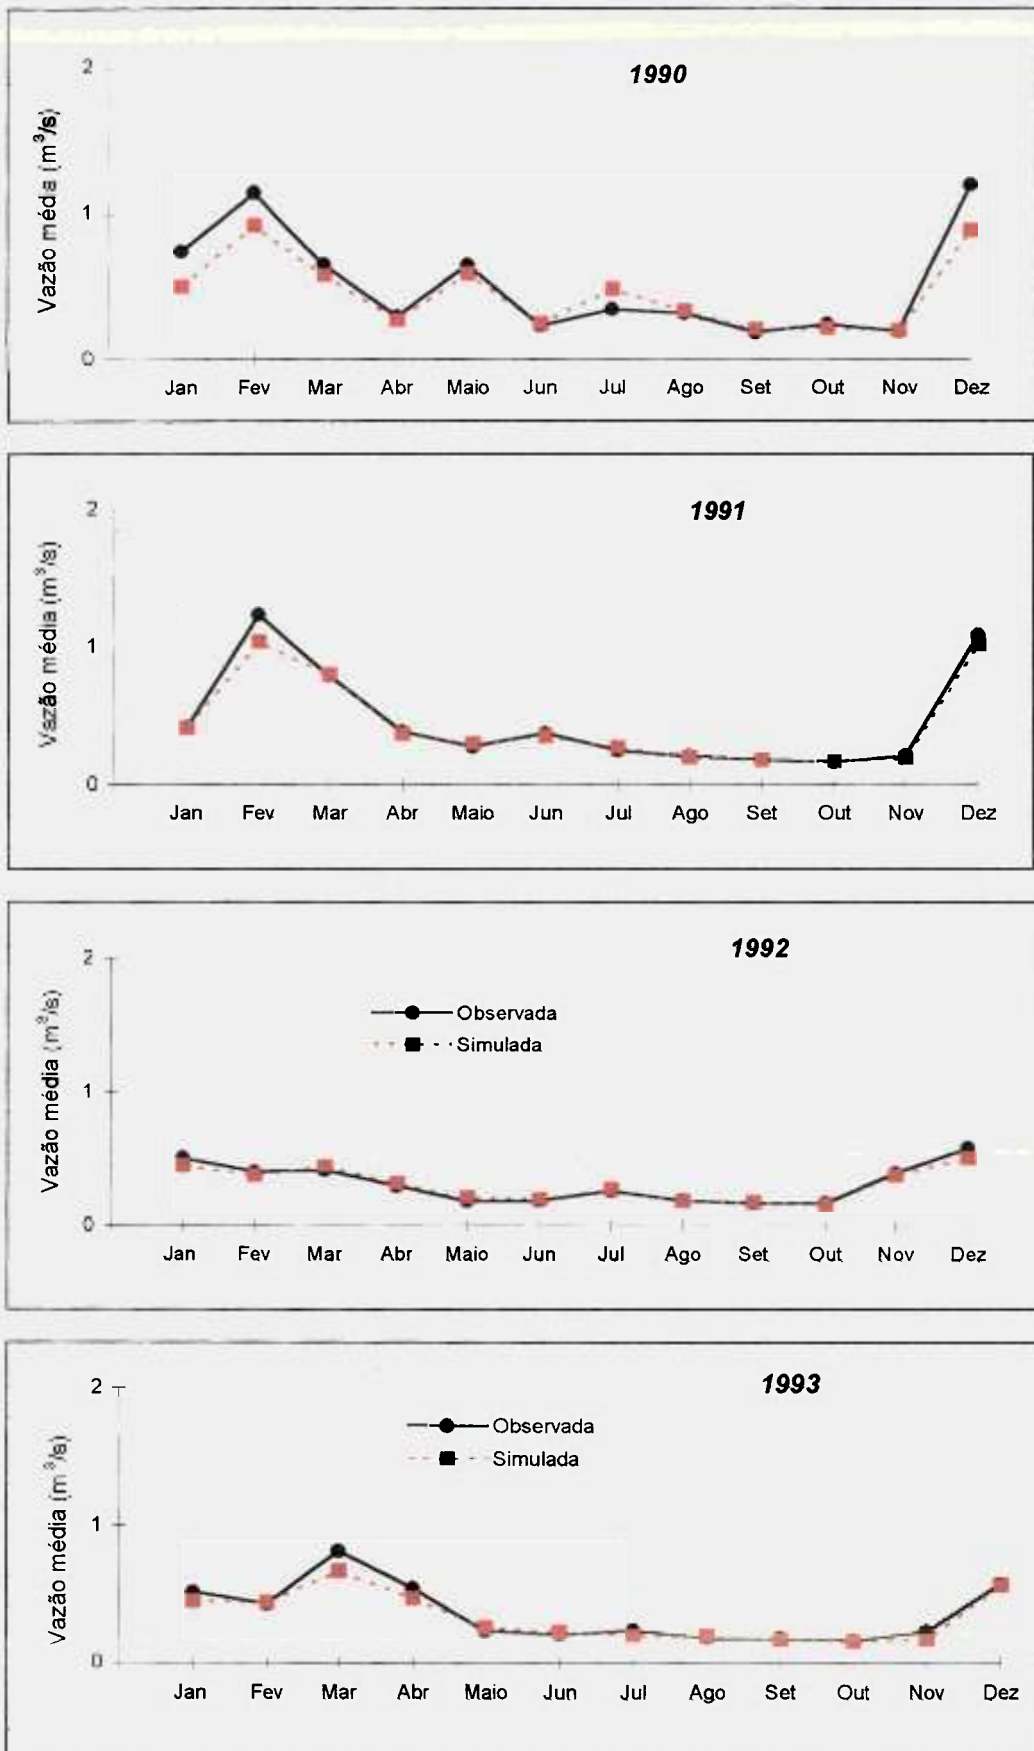 1990
Vazão média (m³/s)
2
1
0
Jan Fev Mar Abr Maio Jun Jul Ago Set Out Nov Dez
1991
Vazão média (m³/s)
2
1
0
Jan Fev Mar Abr Maio Jun Jul Ago Set Out Nov Dez
1992
Vazão média (m³/s)
2
1
0
Observada
Simulada
Jan Fev Mar Abr Maio Jun Jul Ago Set Out Nov Dez
1993
Vazão média (m³/s)
2
1
0
Observada
Simulada
Jan Fev Mar Abr Maio Jun Jul Ago Set Out Nov Dez